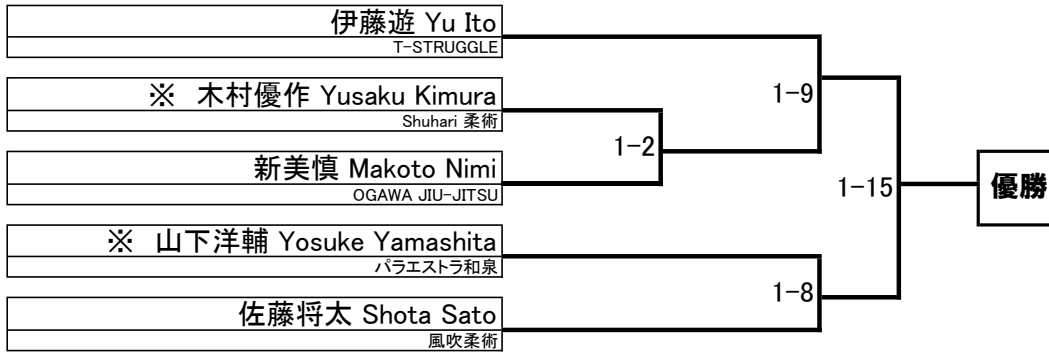 伊藤遊 Yu Ito
T-STRUGGLE
※ 木村優作 Yusaku Kimura
Shuhari 柔術
新美慎 Makoto Nimi
OGAWA JIU-JITSU
※ 山下洋輔 Yosuke Yamashita
パラエストラ和泉
佐藤将太 Shota Sato
風吹柔術
1-2
1-9
1-8
1-15
優勝